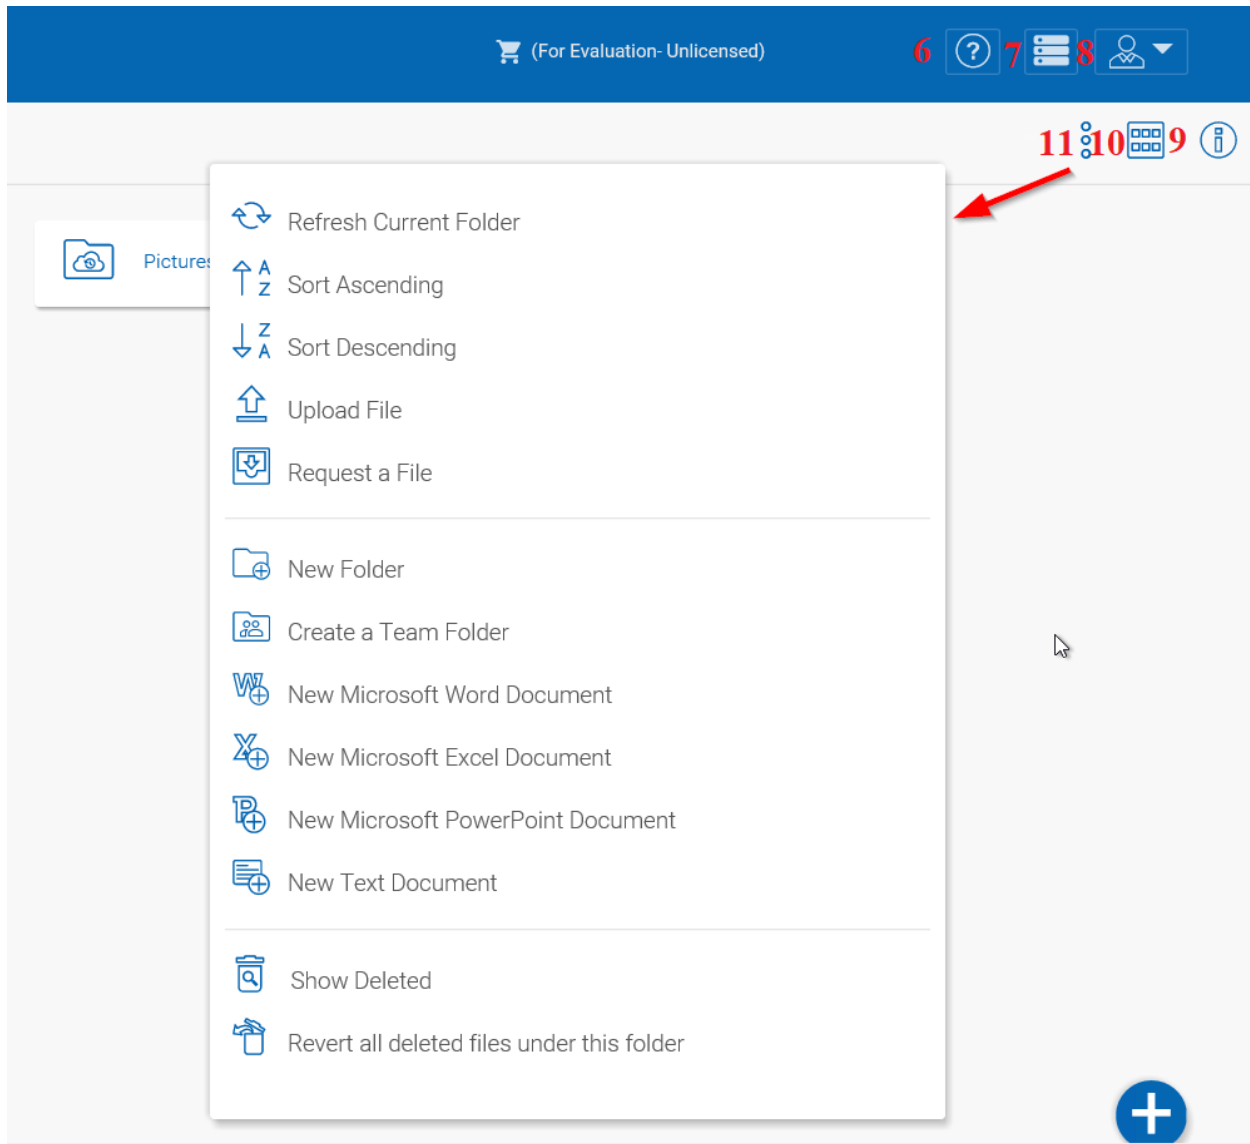 (For Evaluation- Unlicensed) 6 ? 7 8
11 10 9 i
Refresh Current Folder
Pictures
A Z Sort Ascending
Z A Sort Descending
Upload File
Request a File
New Folder
Create a Team Folder
W New Microsoft Word Document
X New Microsoft Excel Document
P New Microsoft PowerPoint Document
New Text Document
Show Deleted
Revert all deleted files under this folder